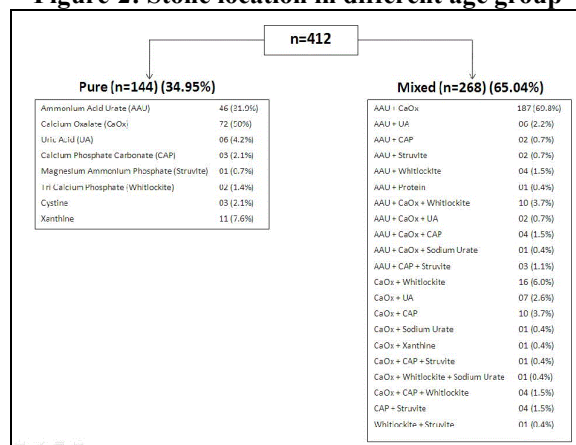 Figure 2: Stone location in different age group
n=412
Pure (n=144) (34.95%)
Ammonium Acid Urate (AAU) 46 (31.9%)
Calcium Oxalate (CaOx) 72 (50%)
Uric Acid (UA) 06 (4.2%)
Calcium Phosphate Carbonate (CAP) 03 (2.1%)
Magnesium Ammonium Phosphate (Struvite) 01 (0.7%)
Tri Calcium Phosphate (Whitlockite) 02 (1.4%)
Cystine 03 (2.1%)
Xanthine 11 (7.6%)
Mixed (n=268) (65.04%)
AAU + CaOx 187 (69.8%)
AAU + UA 06 (2.2%)
AAU + CAP 02 (0.7%)
AAU + Struvite 02 (0.7%)
AAU + Whitlockite 04 (1.5%)
AAU + Protein 01 (0.4%)
AAU + CaOx + Whitlockite 10 (3.7%)
AAU + CaOx + UA 02 (0.7%)
AAU + CaOx + CAP 04 (1.5%)
AAU + CaOx + Sodium Urate 01 (0.4%)
AAU + CAP + Struvite 03 (1.1%)
CaOx + Whitlockite 16 (6.0%)
CaOx + UA 07 (2.6%)
CaOx + CAP 10 (3.7%)
CaOx + Sodium Urate 01 (0.4%)
CaOx + Xanthine 01 (0.4%)
CaOx + CAP + Struvite 01 (0.4%)
CaOx + Whitlockite + Sodium Urate 01 (0.4%)
CaOx + CAP + Whitlockite 04 (1.5%)
CAP + Struvite 04 (1.5%)
Whitlockite + Struvite 01 (0.4%)